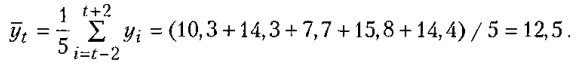 ȳ_t = 1/5 ∑_{i=t−2}^{t+2} y_i = (10,3 + 14,3 + 7,7 + 15,8 + 14,4) / 5 = 12,5 .